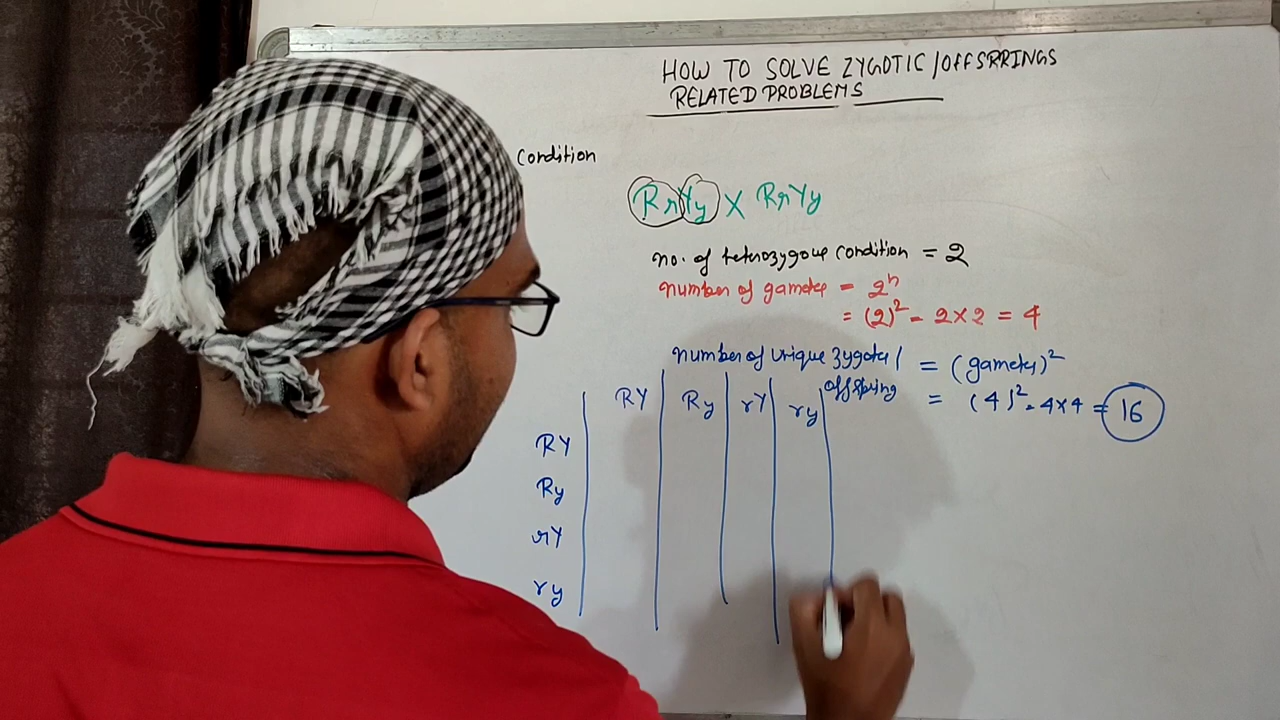 HOW TO SOLVE ZYGOTIC/OFFSRRINGS
RELATED PROBLEMS
Condition
RrYy X RrYy
no. of heterozygous condition = 2
Number of gametes = 2ⁿ
= (2)² = 2×2 = 4
Number of Unique Zygotes/ = (gametes)²
offspring = (4)² = 4×4 = 16
RY Ry rY ry
RY
Ry
rY
ry